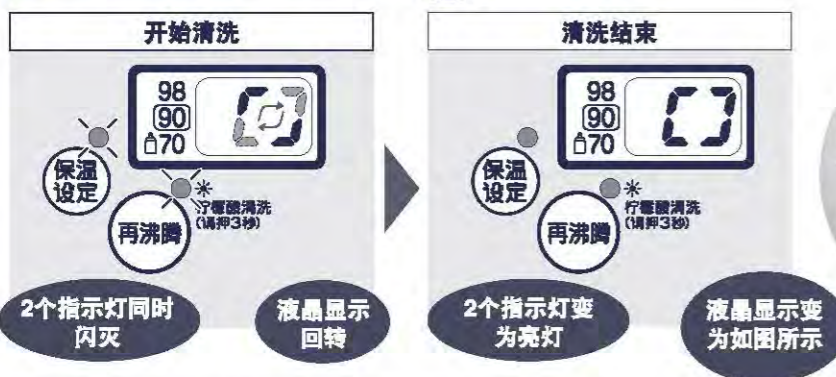 开始清洗
98
90
70
保温
设定
再沸腾
柠檬酸清洗
(请押3秒)
2个指示灯同时
闪灭
液晶显示
回转
清洗结束
98
90
70
保温
设定
再沸腾
柠檬酸清洗
(请押3秒)
2个指示灯变
为亮灯
液晶显示变
为如图所示